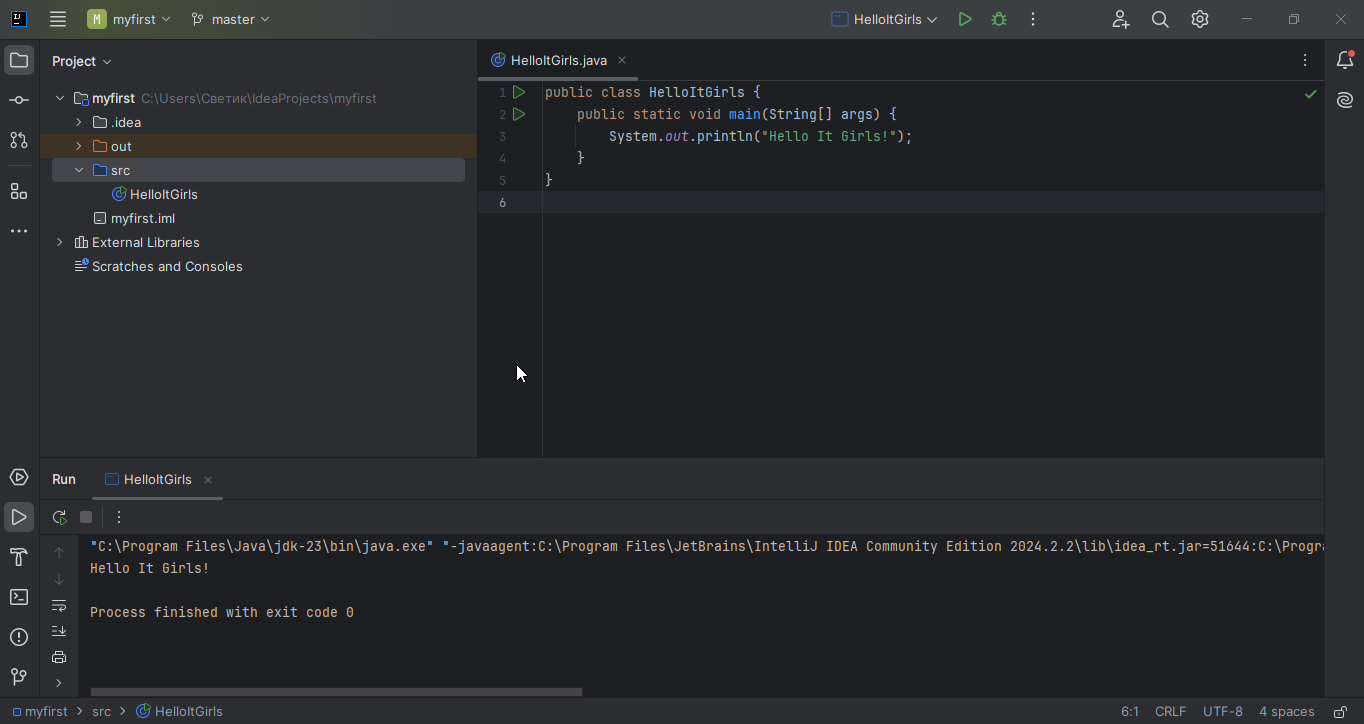 M myfirst master HelloItGirls
Project
HelloItGirls.java
myfirst C:\Users\Светик\IdeaProjects\myfirst
.idea
out
src
HelloItGirls
myfirst.iml
External Libraries
Scratches and Consoles
1 public class HelloItGirls {
2 public static void main(String[] args) {
3 System.out.println("Hello It Girls!");
4 }
5 }
6
Run HelloItGirls
"C:\Program Files\Java\jdk-23\bin\java.exe" "-javaagent:C:\Program Files\JetBrains\IntelliJ IDEA Community Edition 2024.2.2\lib\idea_rt.jar=51644:C:\Progra
Hello It Girls!
Process finished with exit code 0
myfirst > src > HelloItGirls 6:1 CRLF UTF-8 4 spaces